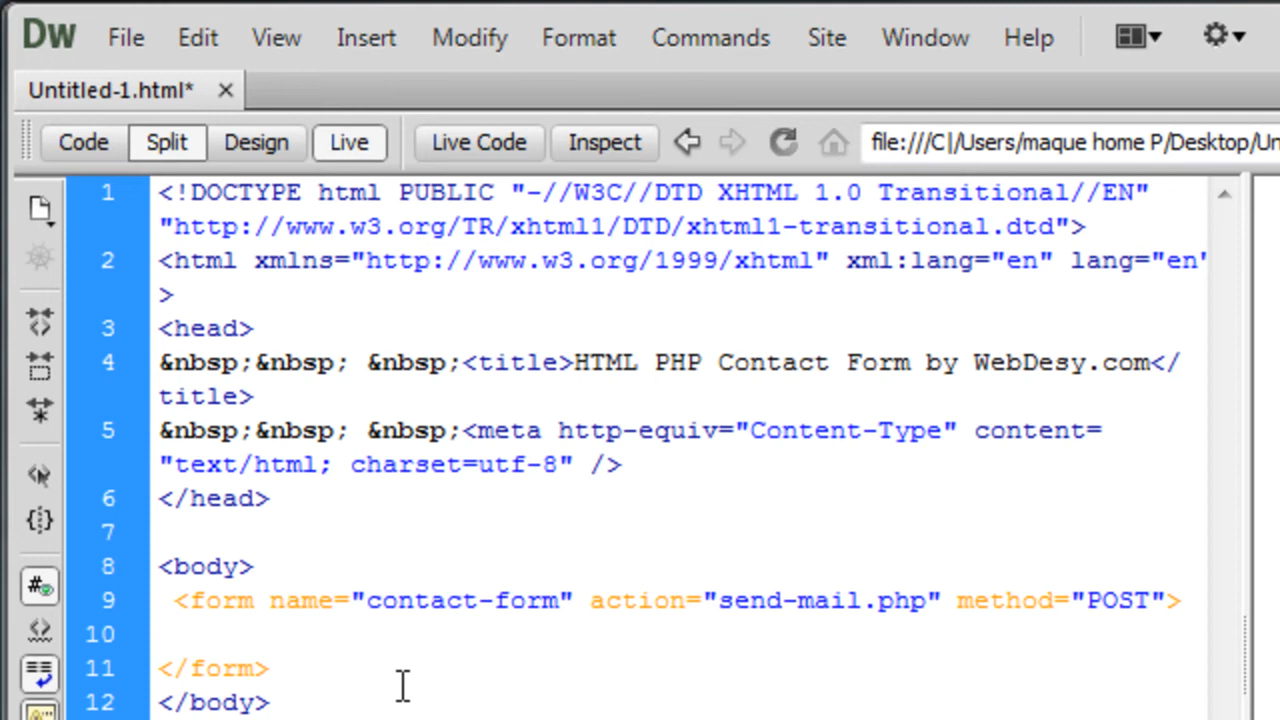 Dw File Edit View Insert Modify Format Commands Site Window Help
Untitled-1.html* ×
Code Split Design Live Live Code Inspect file:///C|/Users/maque home P/Desktop/Un
1 <!DOCTYPE html PUBLIC "-//W3C//DTD XHTML 1.0 Transitional//EN"
"http://www.w3.org/TR/xhtml1/DTD/xhtml1-transitional.dtd">
2 <html xmlns="http://www.w3.org/1999/xhtml" xml:lang="en" lang="en"
>
3 <head>
4 &nbsp;&nbsp; &nbsp;<title>HTML PHP Contact Form by WebDesy.com</
title>
5 &nbsp;&nbsp; &nbsp;<meta http-equiv="Content-Type" content=
"text/html; charset=utf-8" />
6 </head>
7
8 <body>
9 <form name="contact-form" action="send-mail.php" method="POST">
10
11 </form>
12 </body>